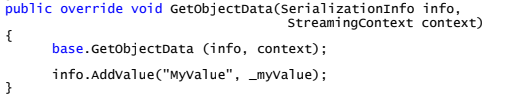 public override void GetObjectData(SerializationInfo info,
StreamingContext context)
{
base.GetObjectData (info, context);
info.AddValue("MyValue", _myValue);
}